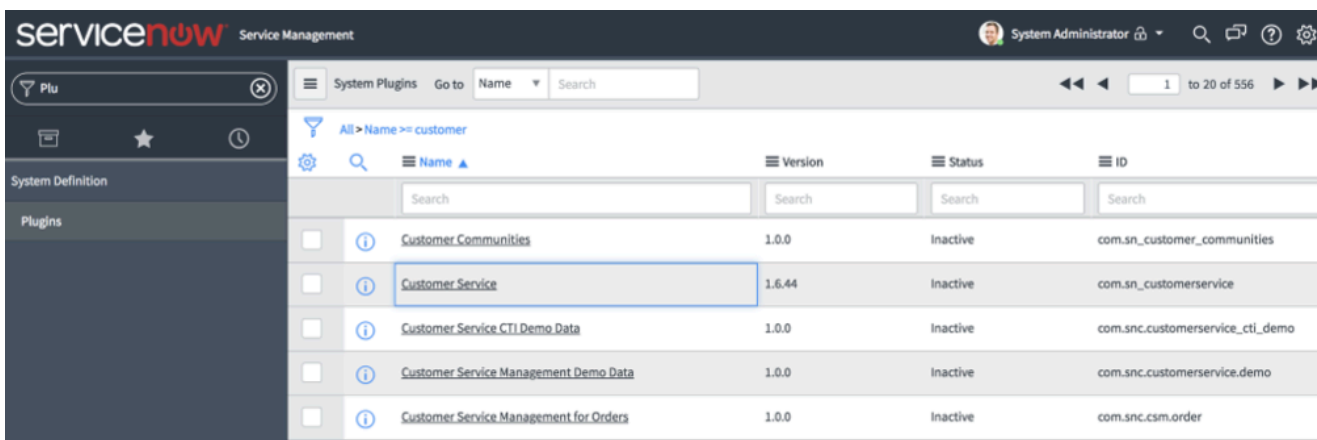 servicenow Service Management
System Administrator
Plu
System Plugins Go to Name Search
1 to 20 of 556
All > Name >= customer
Name Version Status ID
Search Search Search Search
System Definition
Plugins
Customer Communities 1.0.0 Inactive com.sn_customer_communities
Customer Service 1.6.44 Inactive com.sn_customerservice
Customer Service CTI Demo Data 1.0.0 Inactive com.snc.customerservice_cti_demo
Customer Service Management Demo Data 1.0.0 Inactive com.snc.customerservice.demo
Customer Service Management for Orders 1.0.0 Inactive com.snc.csm.order